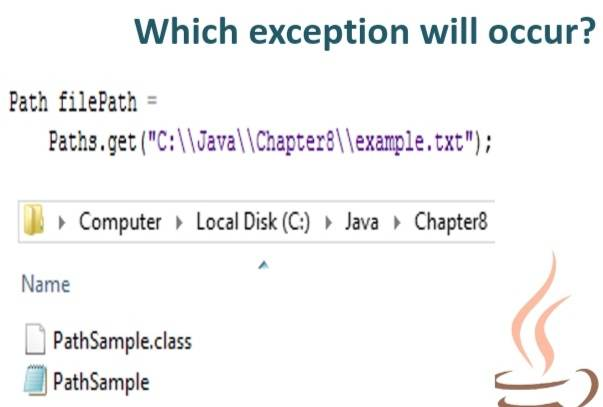 Which exception will occur?
Path filePath =
Paths.get("C:\\Java\\Chapter8\\example.txt");
Computer Local Disk (C:) Java Chapter8
Name
PathSample.class
PathSample